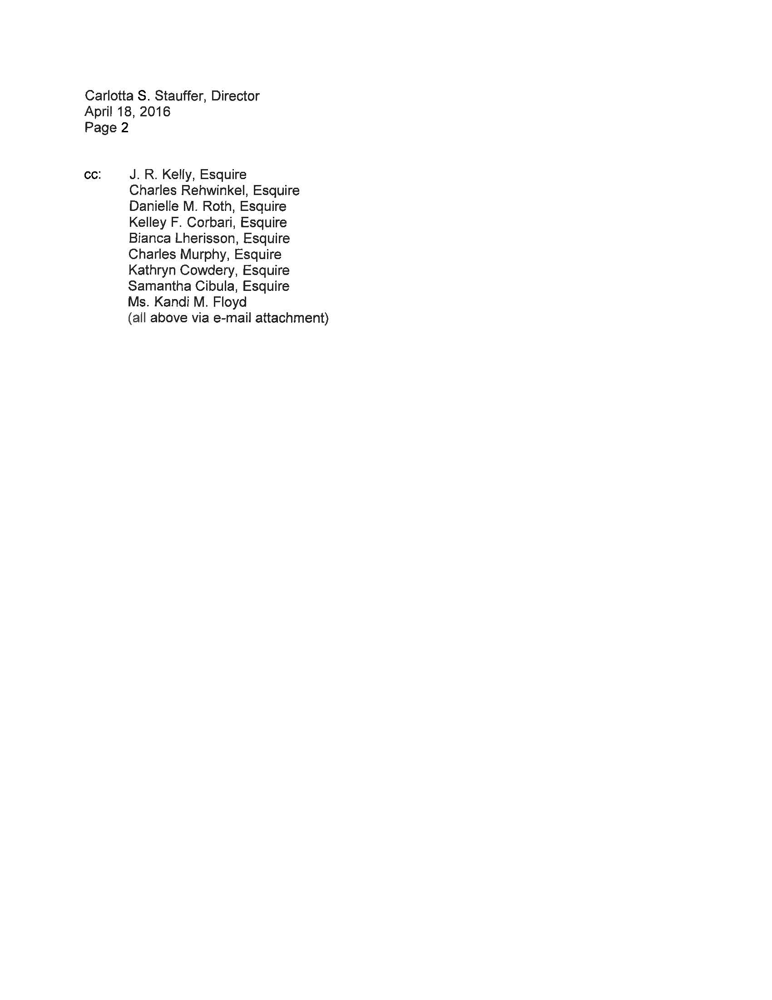 Carlotta S. Stauffer, Director
April 18, 2016
Page 2
cc: J. R. Kelly, Esquire
Charles Rehwinkel, Esquire
Danielle M. Roth, Esquire
Kelley F. Corbari, Esquire
Bianca Lherisson, Esquire
Charles Murphy, Esquire
Kathryn Cowdery, Esquire
Samantha Cibula, Esquire
Ms. Kandi M. Floyd
(all above via e-mail attachment)